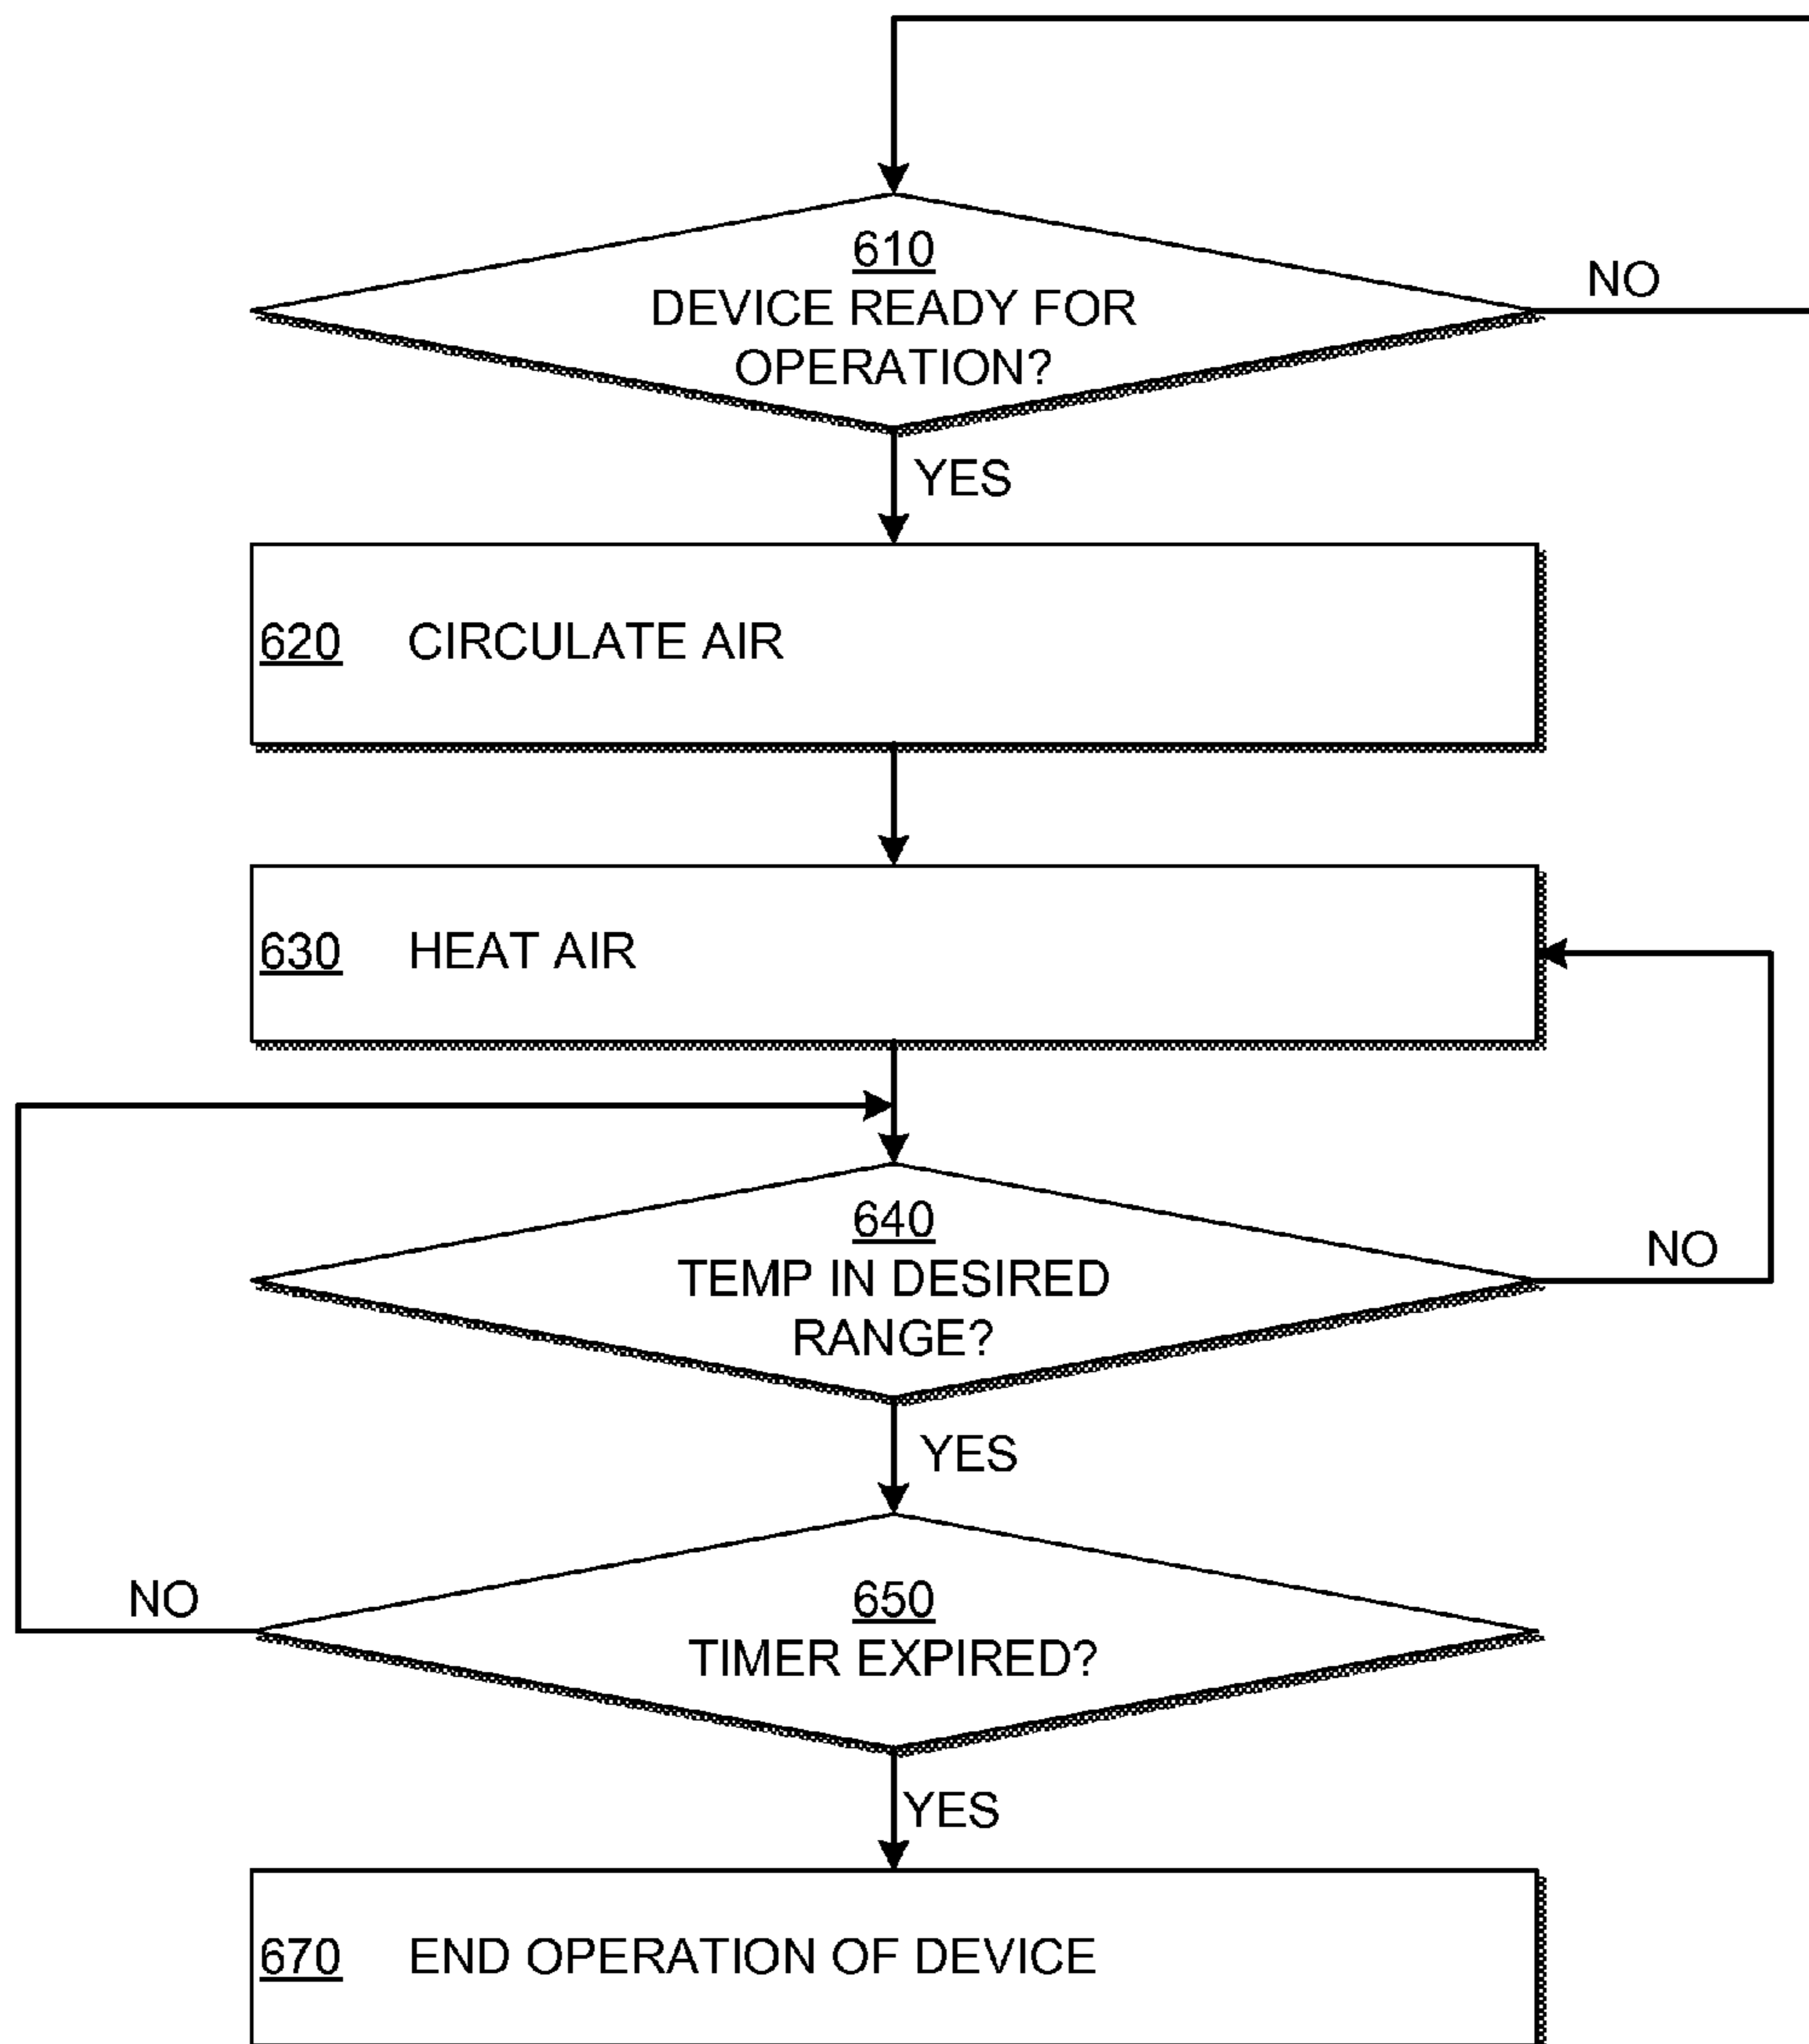 610
DEVICE READY FOR
OPERATION?
NO
YES
620 CIRCULATE AIR
630 HEAT AIR
640
TEMP IN DESIRED
RANGE?
NO
YES
650
TIMER EXPIRED?
NO
YES
670 END OPERATION OF DEVICE